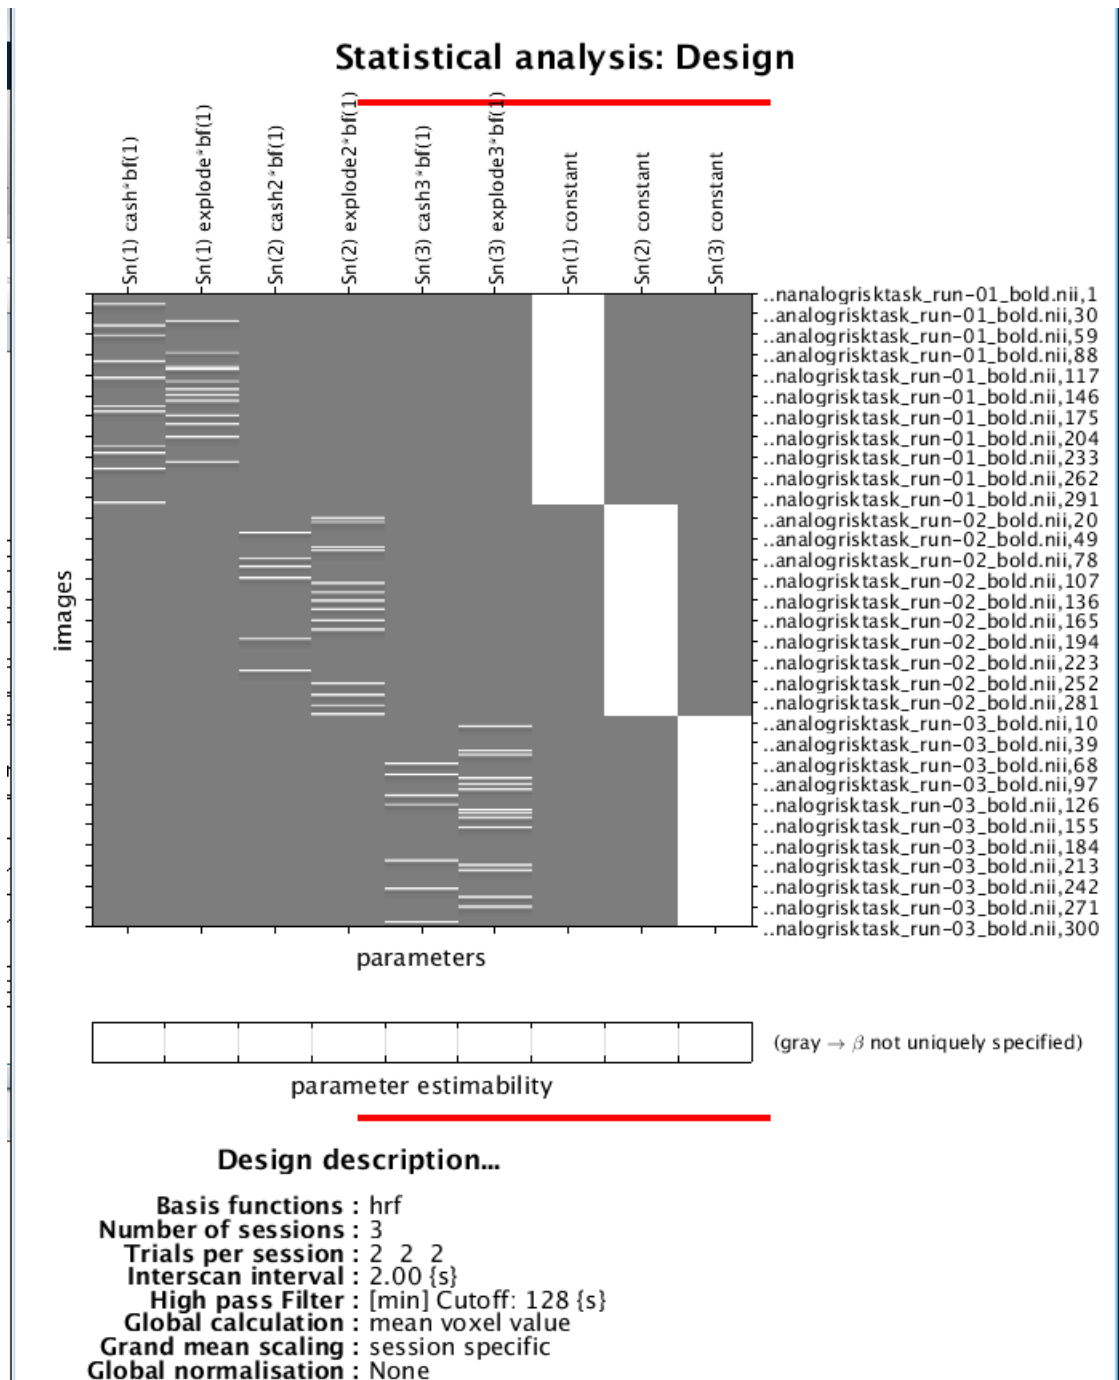 Statistical analysis: Design
Sn(1) cash*bf(1)
Sn(1) explode*bf(1)
Sn(2) cash2*bf(1)
Sn(2) explode2*bf(1)
Sn(3) cash3*bf(1)
Sn(3) explode3*bf(1)
Sn(1) constant
Sn(2) constant
Sn(3) constant
images
..nanalogrisktask_run-01_bold.nii,1
..analogrisktask_run-01_bold.nii,30
..analogrisktask_run-01_bold.nii,59
..analogrisktask_run-01_bold.nii,88
..nalogrisktask_run-01_bold.nii,117
..nalogrisktask_run-01_bold.nii,146
..nalogrisktask_run-01_bold.nii,175
..nalogrisktask_run-01_bold.nii,204
..nalogrisktask_run-01_bold.nii,233
..nalogrisktask_run-01_bold.nii,262
..nalogrisktask_run-01_bold.nii,291
..analogrisktask_run-02_bold.nii,20
..analogrisktask_run-02_bold.nii,49
..analogrisktask_run-02_bold.nii,78
..nalogrisktask_run-02_bold.nii,107
..nalogrisktask_run-02_bold.nii,136
..nalogrisktask_run-02_bold.nii,165
..nalogrisktask_run-02_bold.nii,194
..nalogrisktask_run-02_bold.nii,223
..nalogrisktask_run-02_bold.nii,252
..nalogrisktask_run-02_bold.nii,281
..analogrisktask_run-03_bold.nii,10
..analogrisktask_run-03_bold.nii,39
..analogrisktask_run-03_bold.nii,68
..analogrisktask_run-03_bold.nii,97
..nalogrisktask_run-03_bold.nii,126
..nalogrisktask_run-03_bold.nii,155
..nalogrisktask_run-03_bold.nii,184
..nalogrisktask_run-03_bold.nii,213
..nalogrisktask_run-03_bold.nii,242
..nalogrisktask_run-03_bold.nii,271
..nalogrisktask_run-03_bold.nii,300
parameters
(gray → β not uniquely specified)
parameter estimability
Design description...
Basis functions : hrf
Number of sessions : 3
Trials per session : 2 2 2
Interscan interval : 2.00 {s}
High pass Filter : [min] Cutoff: 128 {s}
Global calculation : mean voxel value
Grand mean scaling : session specific
Global normalisation : None